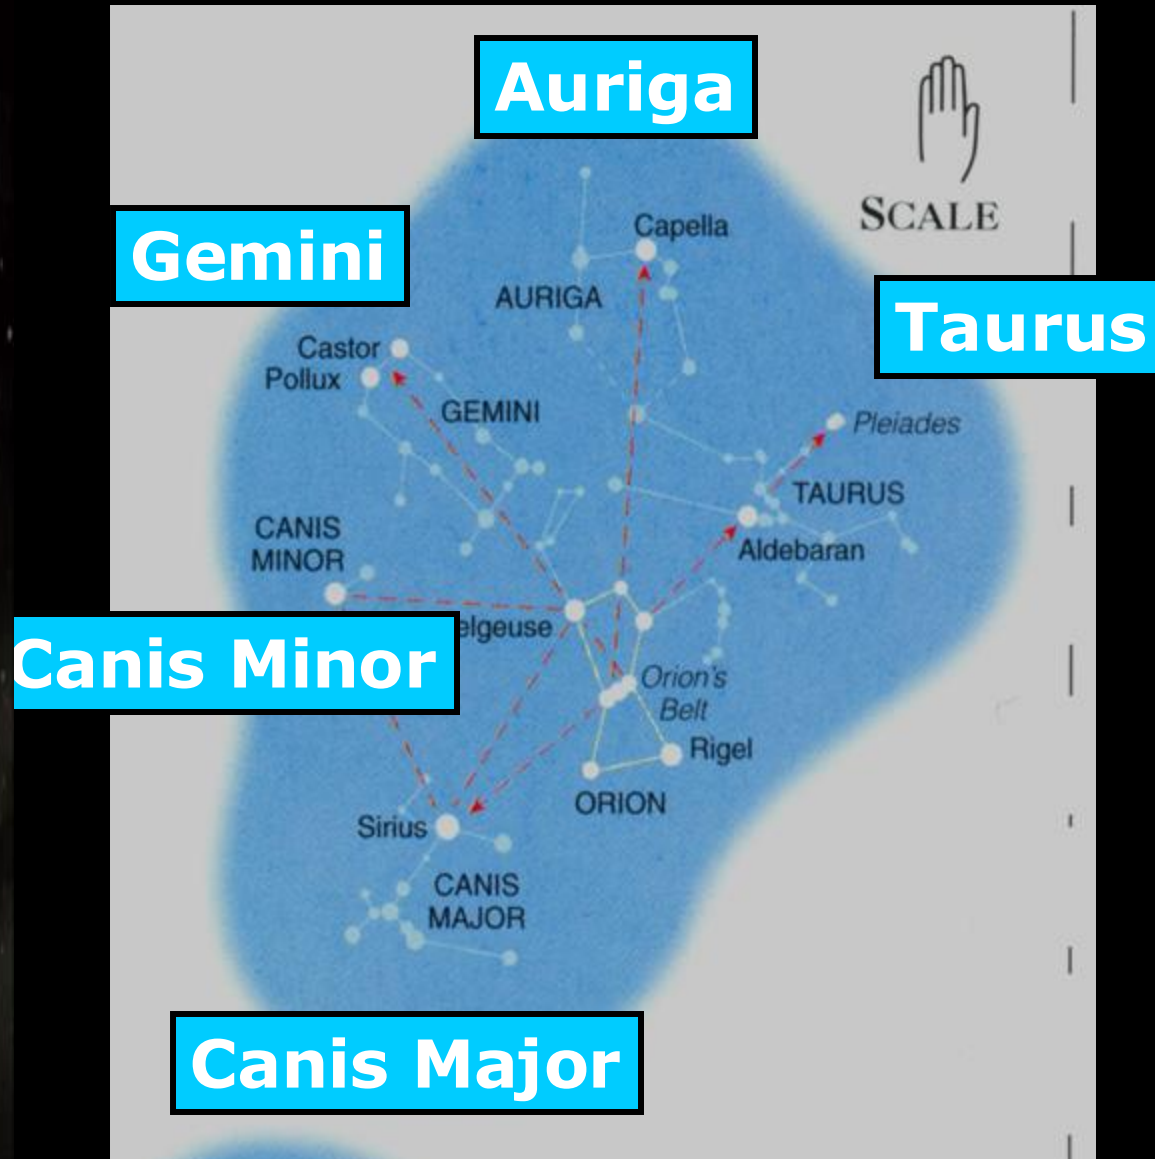 Auriga
SCALE
Gemini
Capella
AURIGA
Taurus
Castor
Pollux
GEMINI
Pleiades
TAURUS
CANIS
MINOR
Aldebaran
elgeuse
Canis Minor
Orion's
Belt
Rigel
ORION
Sirius
CANIS
MAJOR
Canis Major